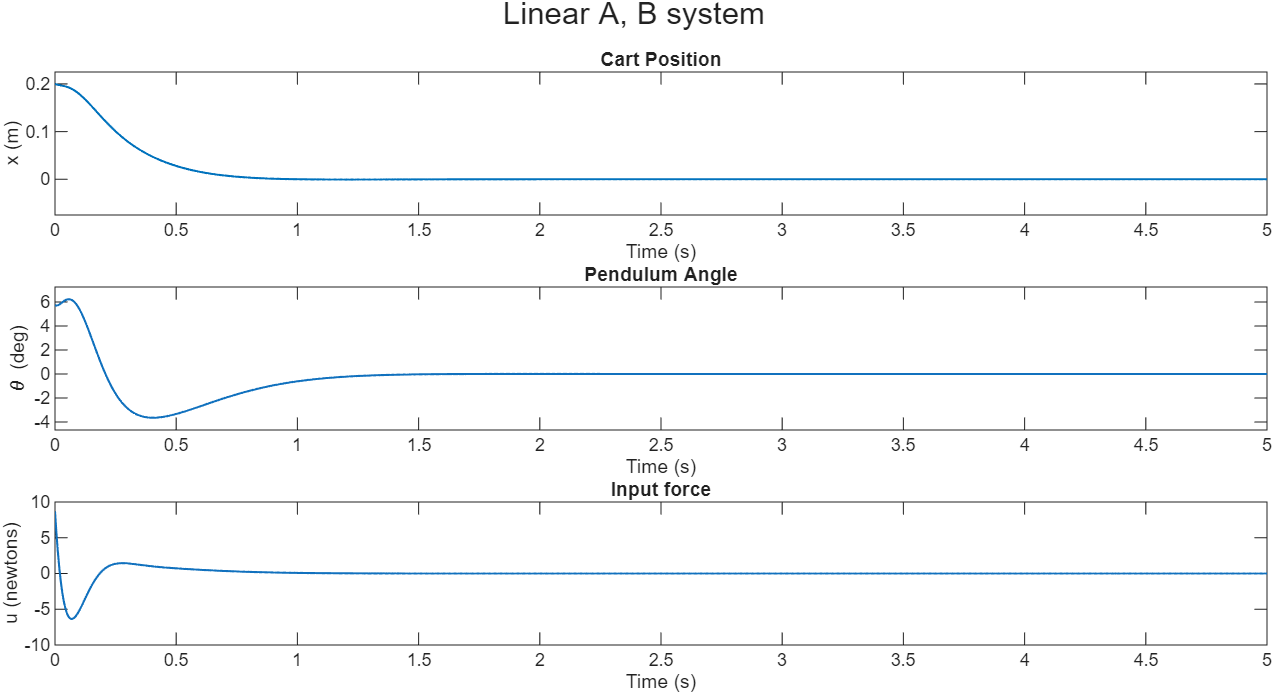 Linear A, B system
Cart Position
0.2
0.1
0
x (m)
0 0.5 1 1.5 2 2.5 3 3.5 4 4.5 5
Time (s)
Pendulum Angle
6
4
2
0
-2
-4
θ (deg)
0 0.5 1 1.5 2 2.5 3 3.5 4 4.5 5
Time (s)
Input force
10
5
0
-5
-10
u (newtons)
0 0.5 1 1.5 2 2.5 3 3.5 4 4.5 5
Time (s)